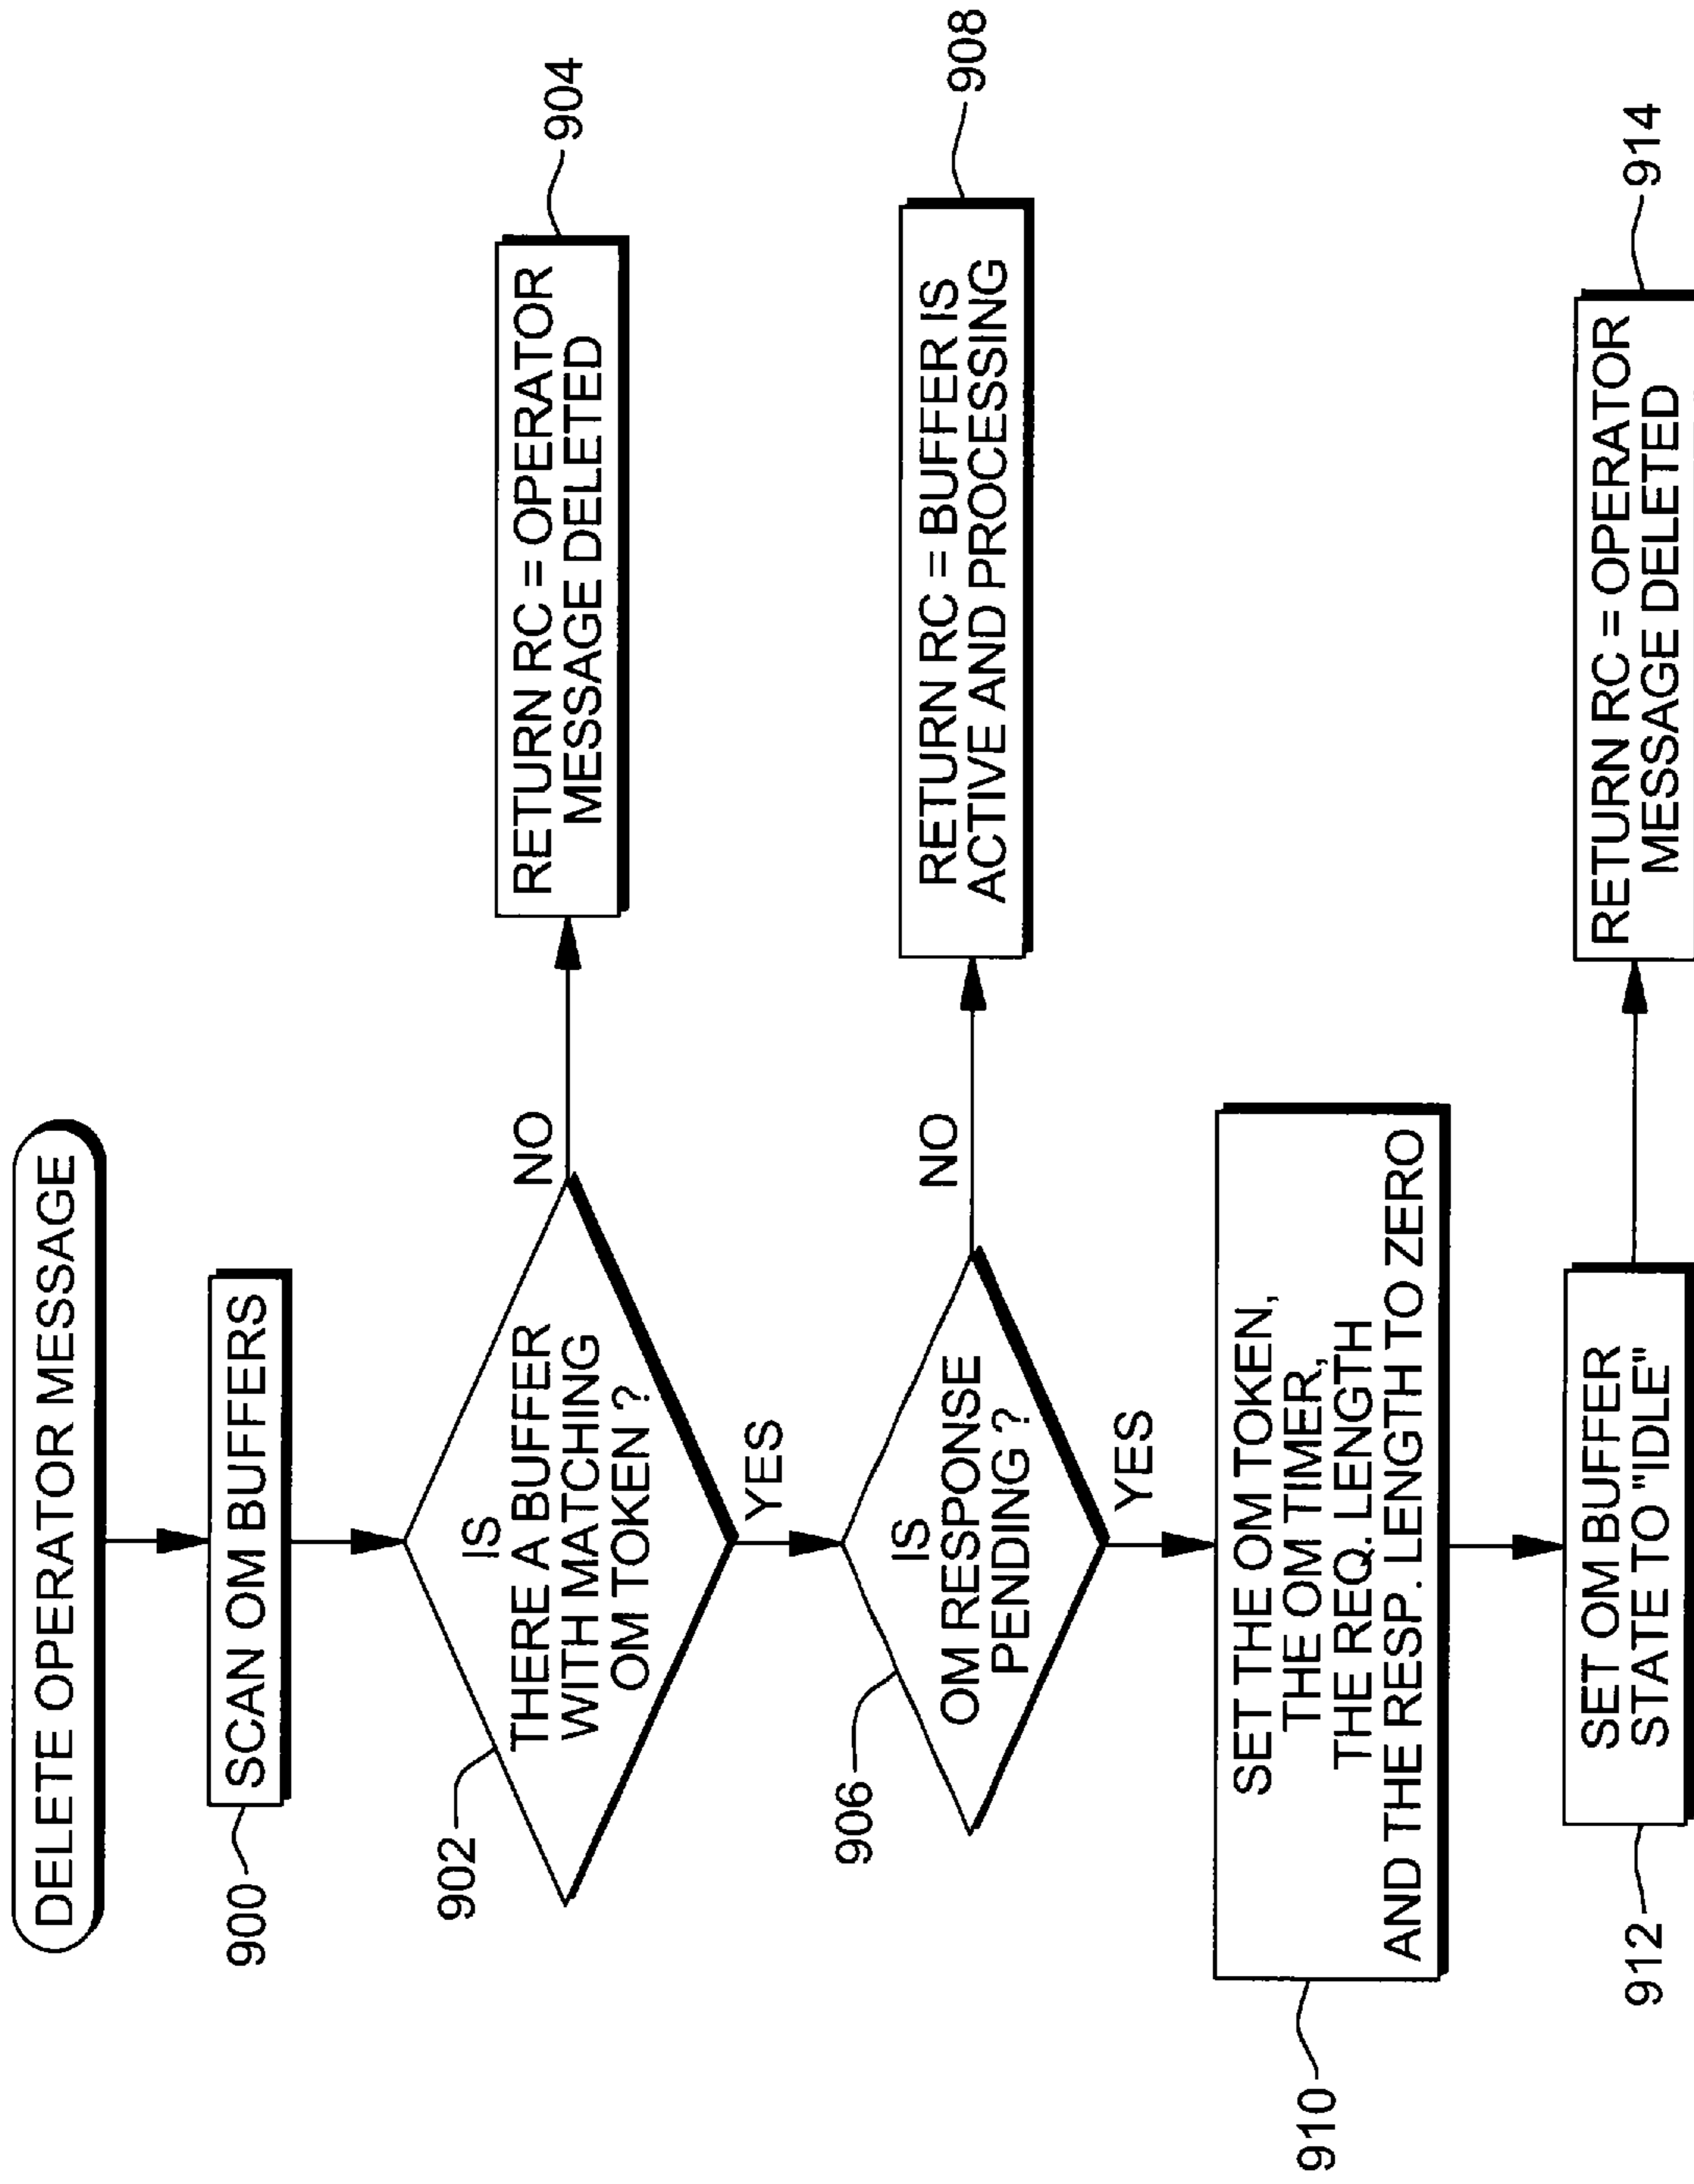 DELETE OPERATOR MESSAGE
900
SCAN OM BUFFERS
902
IS
THERE A BUFFER
WITH MATCHING
OM TOKEN ?
NO
RETURN RC = OPERATOR
MESSAGE DELETED
904
YES
906
IS
OM RESPONSE
PENDING ?
NO
RETURN RC = BUFFER IS
ACTIVE AND PROCESSING
908
YES
910
SET THE OM TOKEN,
THE OM TIMER,
THE REQ. LENGTH
AND THE RESP. LENGTH TO ZERO
912
SET OM BUFFER
STATE TO "IDLE"
RETURN RC = OPERATOR
MESSAGE DELETED
914